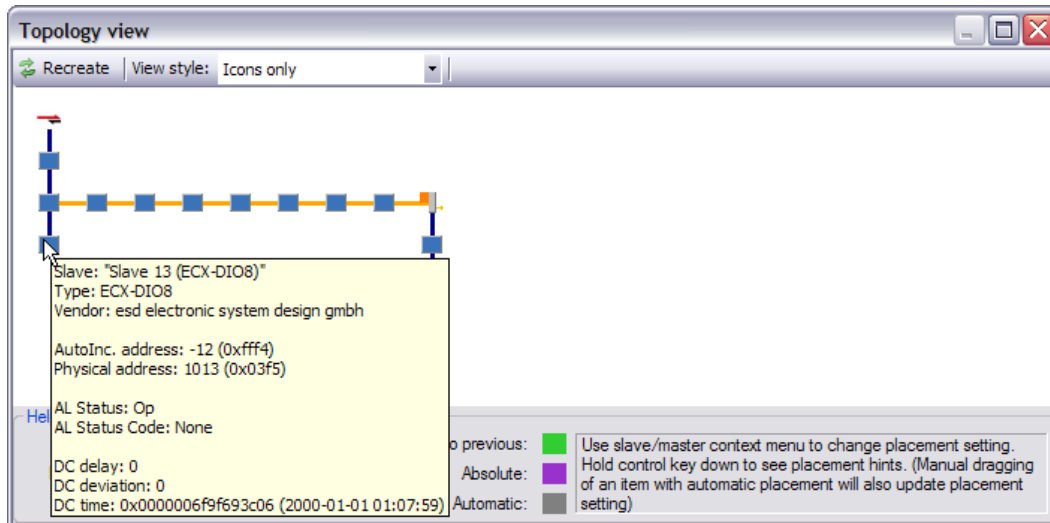 Topology view
Recreate
View style: Icons only
Slave: "Slave 13 (ECX-DIO8)"
Type: ECX-DIO8
Vendor: esd electronic system design gmbh
AutoInc. address: -12 (0xfff4)
Physical address: 1013 (0x03f5)
AL Status: Op
AL Status Code: None
DC delay: 0
DC deviation: 0
DC time: 0x0000006f9f693c06 (2000-01-01 01:07:59)
Hel
o previous:
Absolute:
Automatic:
Use slave/master context menu to change placement setting.
Hold control key down to see placement hints. (Manual dragging
of an item with automatic placement will also update placement
setting)